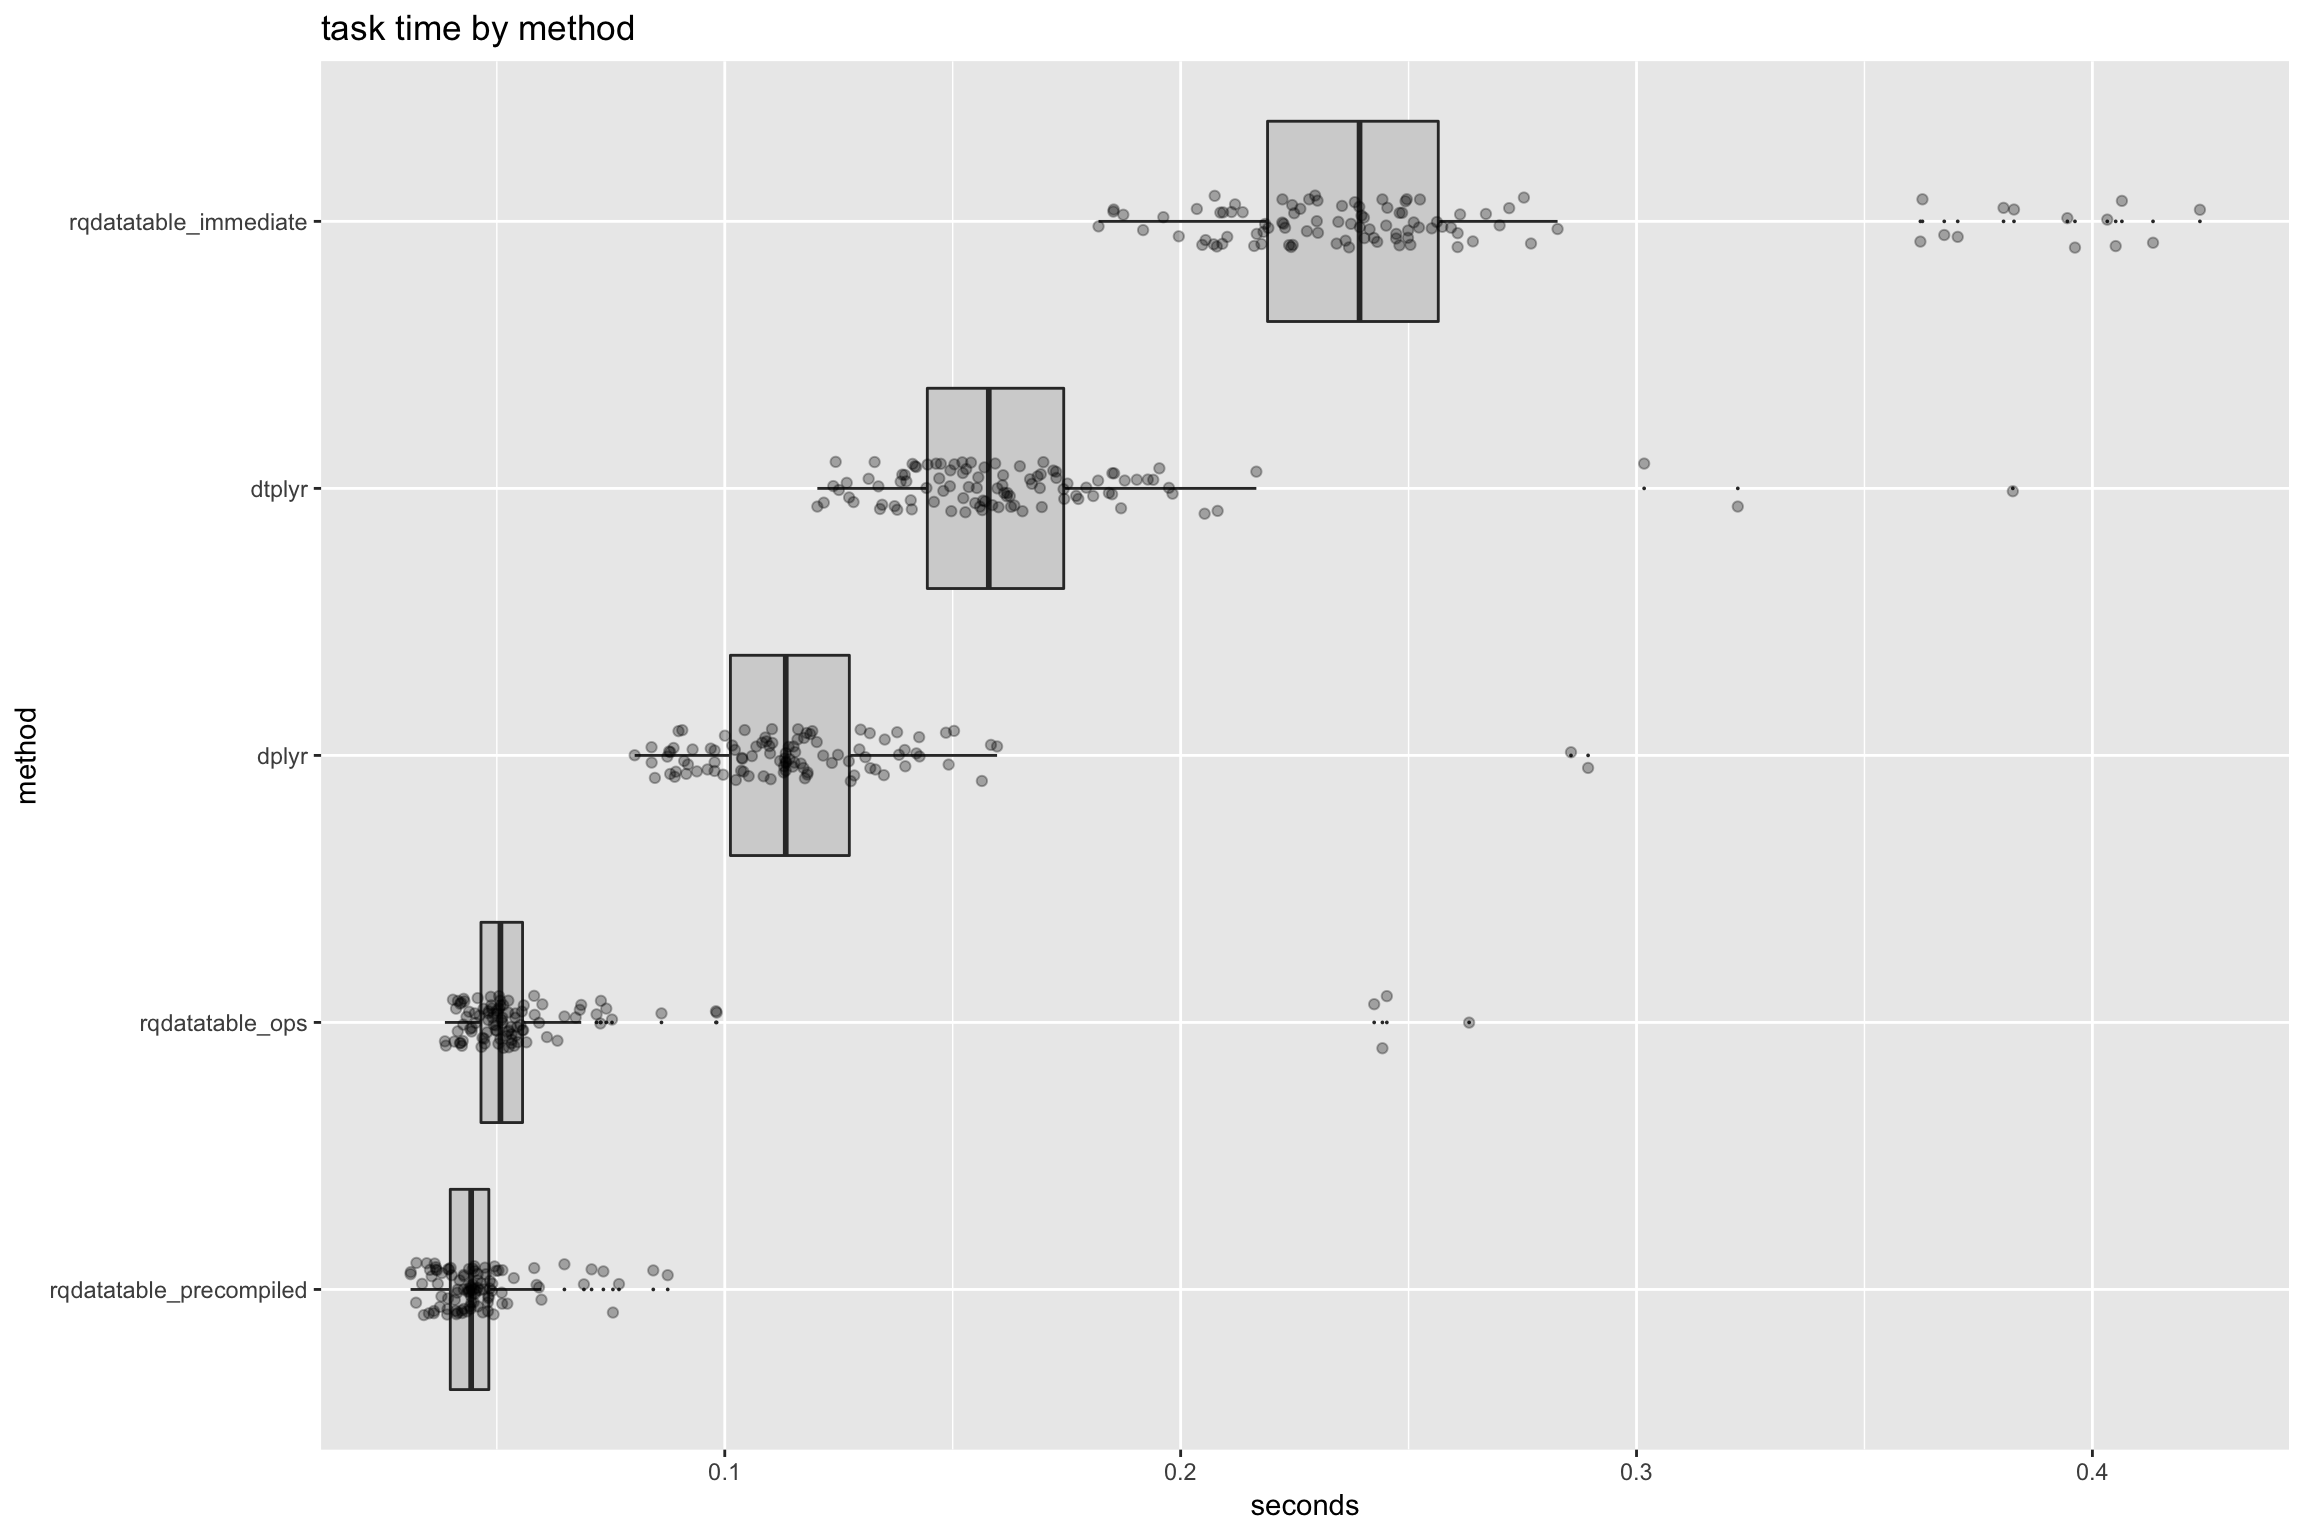 task time by method
rqdatatable_immediate
dtplyr
dplyr
rqdatatable_ops
rqdatatable_precompiled
method
0.1
0.2
0.3
0.4
seconds